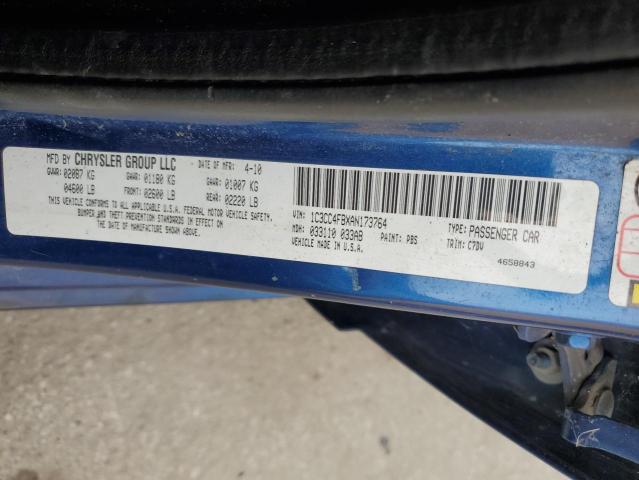 MFD BY CHRYSLER GROUP LLC DATE OF MFR: 4-10
GVWR: 02087 KG GAWR: 01180 KG GAWR: 01007 KG
04600 LB FRONT: 02600 LB REAR: 02220 LB
THIS VEHICLE CONFORMS TO ALL APPLICABLE U.S.A. FEDERAL MOTOR VEHICLE SAFETY,
BUMPER AND THEFT PREVENTION STANDARDS IN EFFECT ON
THE DATE OF MANUFACTURE SHOWN ABOVE.
VIN: 1C3CC4FBXAN173764 TYPE: PASSENGER CAR
MDH: 033110 033AB PAINT: PBS TRIM: C7DV
VEHICLE MADE IN U.S.A. 4658843